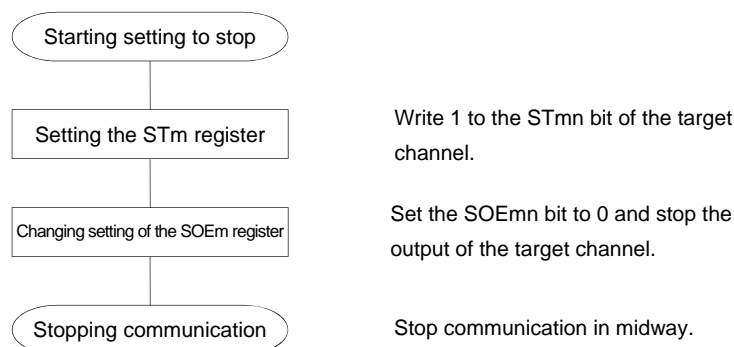 Starting setting to stop
Setting the STm register
Write 1 to the STmn bit of the target
channel.
Changing setting of the SOEm register
Set the SOEmn bit to 0 and stop the
output of the target channel.
Stopping communication
Stop communication in midway.